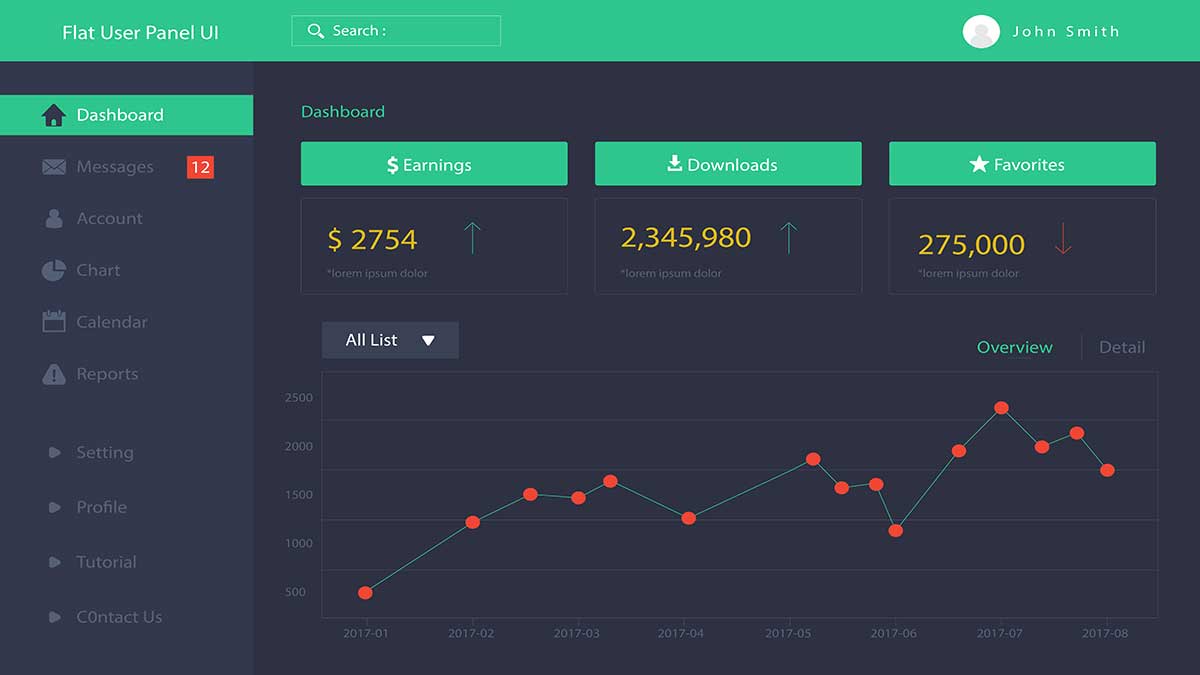 Flat User Panel UI
Search :
John Smith
Dashboard
Messages 12
Account
Chart
Calendar
Reports
Setting
Profile
Tutorial
C0ntact Us
Dashboard
$ Earnings
Downloads
Favorites
$ 2754
2,345,980
275,000
*lorem ipsum dolor
*lorem ipsum dolor
*lorem ipsum dolor
All List
Overview
Detail
2500
2000
1500
1000
500
2017-01 2017-02 2017-03 2017-04 2017-05 2017-06 2017-07 2017-08